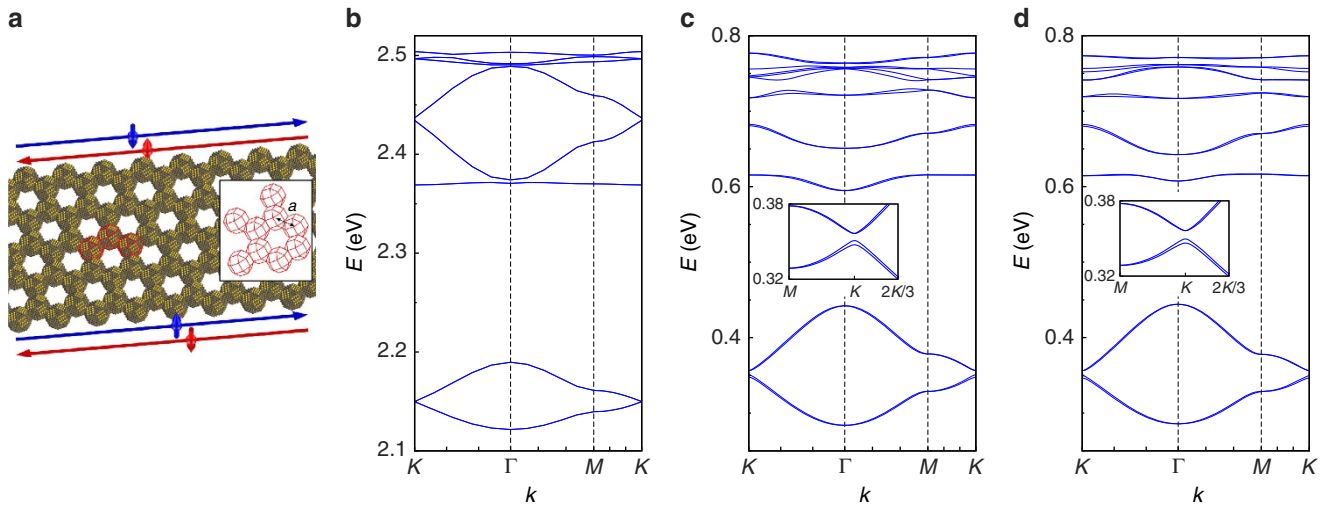 a
a
b
E (eV)
2.5
2.4
2.3
2.2
2.1
K Γ M K
k
c
E (eV)
0.8
0.6
0.4
0.38
0.32
M K 2K/3
K Γ M K
k
d
E (eV)
0.8
0.6
0.4
0.38
0.32
M K 2K/3
K Γ M K
k